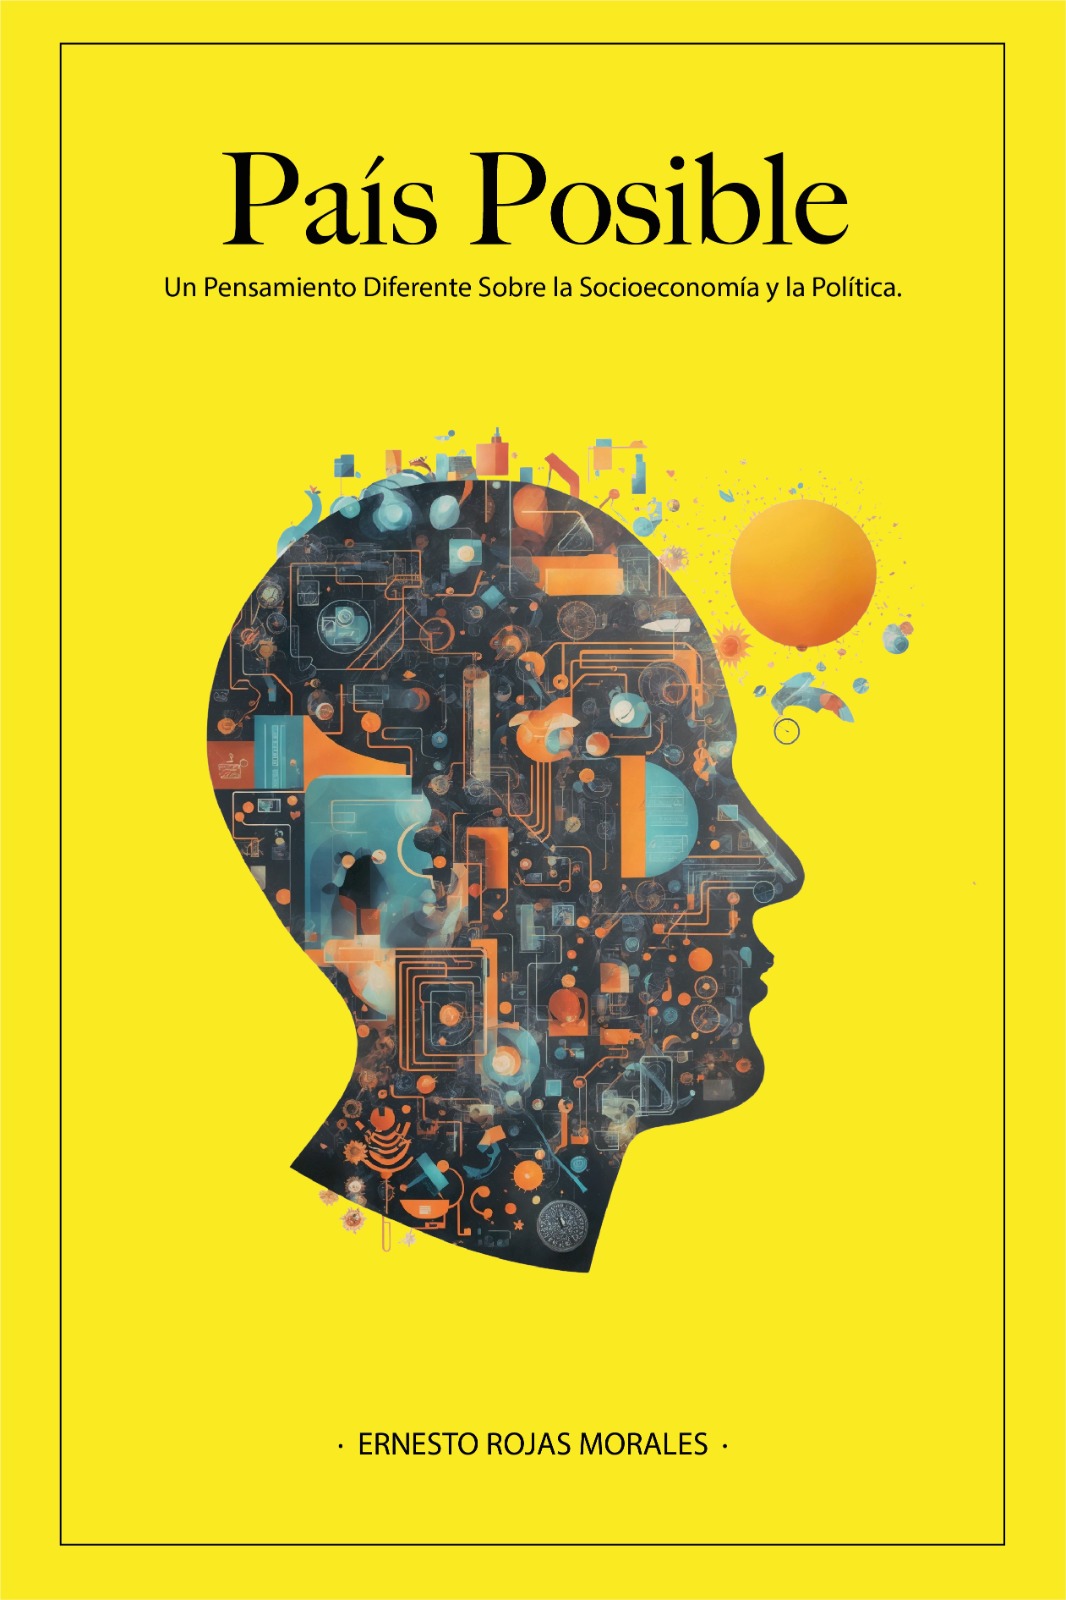 País Posible
Un Pensamiento Diferente Sobre la Socioeconomía y la Política.
· ERNESTO ROJAS MORALES ·